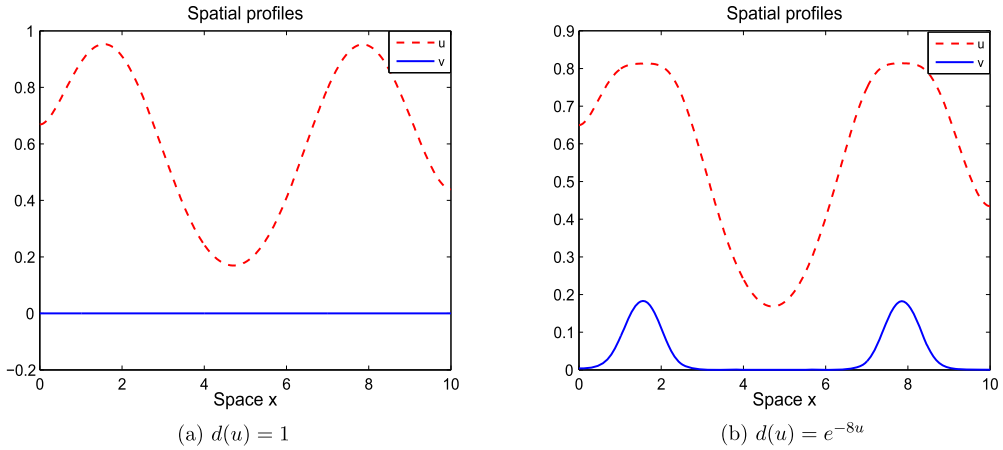 Spatial profiles
1
0.8
0.6
0.4
0.2
0
−0.2
0 2 4 6 8 10
Space x
u
v
(a) d(u) = 1
Spatial profiles
0.9
0.8
0.7
0.6
0.5
0.4
0.3
0.2
0.1
0
0 2 4 6 8 10
Space x
u
v
(b) d(u) = e^{−8u}